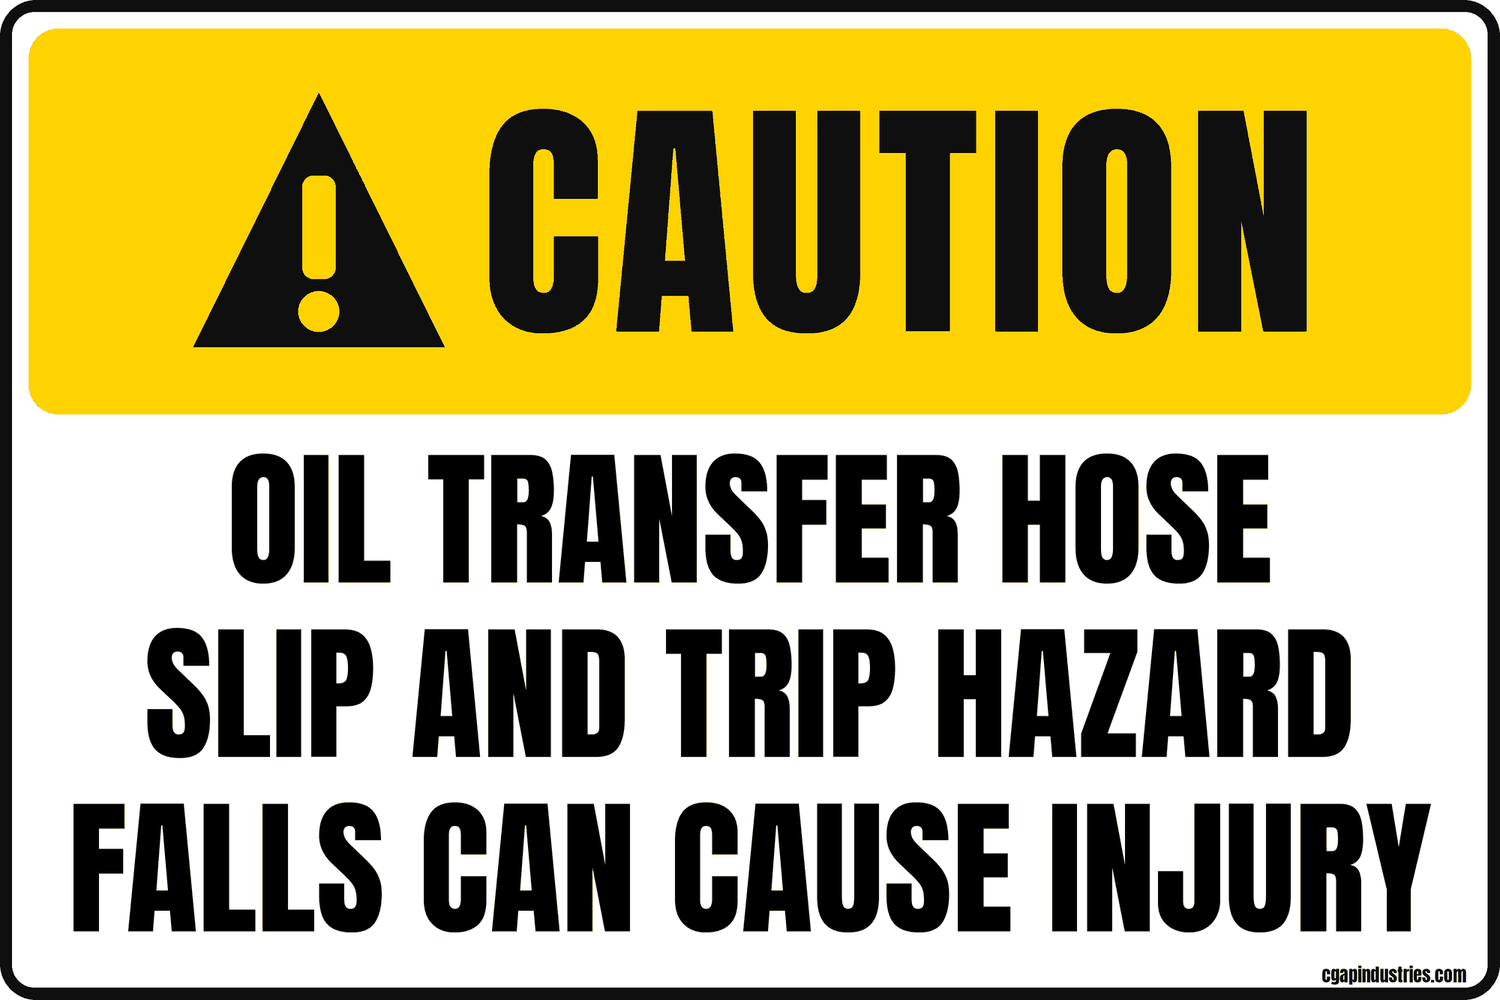 CAUTION
OIL TRANSFER HOSE
SLIP AND TRIP HAZARD
FALLS CAN CAUSE INJURY
cgapindustries.com